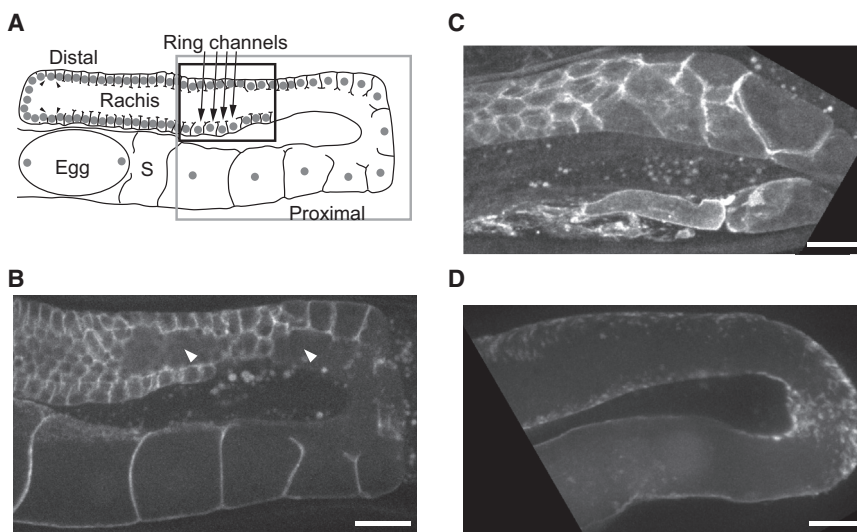 A
Distal
Ring channels
Rachis
Egg
S
Proximal
B
C
D